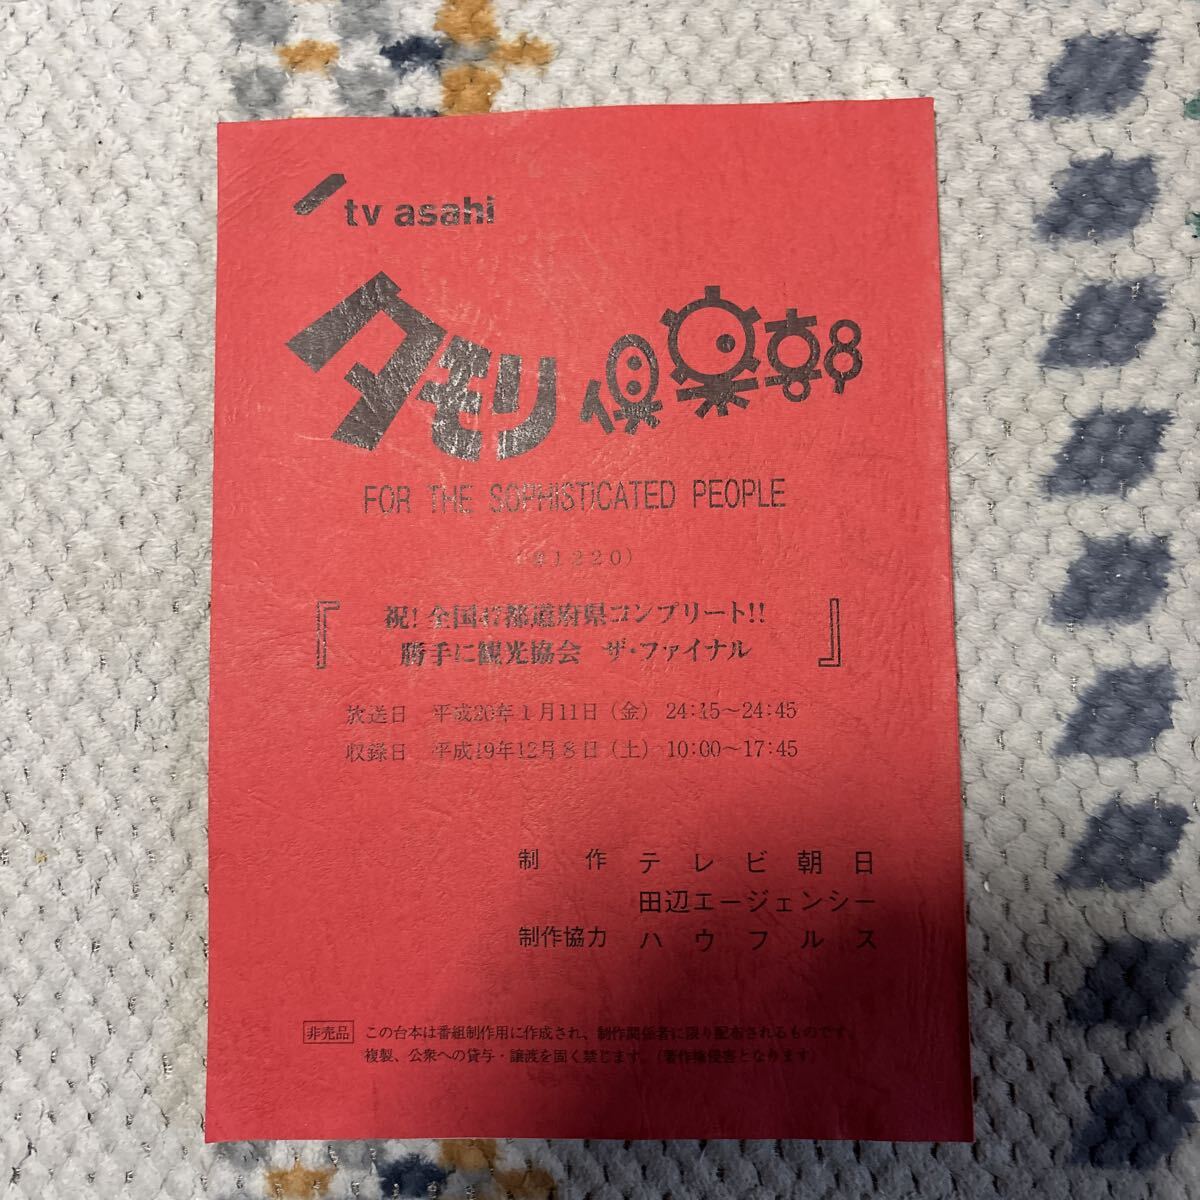 tv asahi
タモリ倶楽部
FOR THE SOPHISTICATED PEOPLE
(#1220)
『祝!全国47都道府県コンプリート!!
勝手に観光協会 ザ・ファイナル』
放送日 平成20年1月11日(金)24:15~24:45
収録日 平成19年12月8日(土)10:00~17:45
制作 テレビ朝日
田辺エージェンシー
制作協力 ハウフルス
非売品 この台本は番組制作用に作成され、制作関係者に限り配布されるものです。
複製、公衆への貸与・譲渡を固く禁じます。(著作権侵害となります)